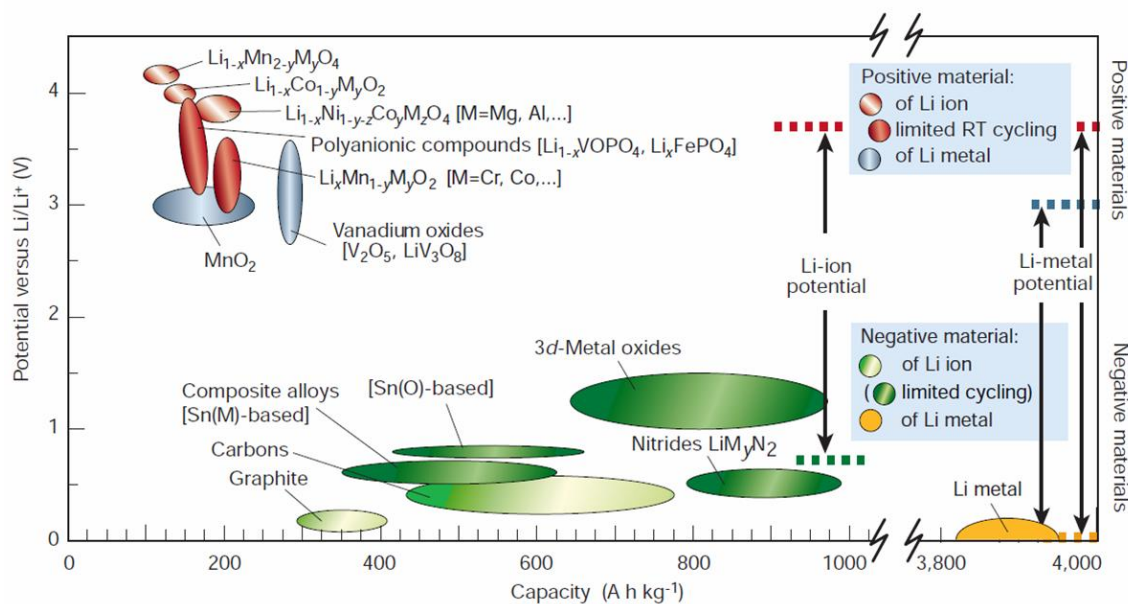 Li1-xMn2-yMyO4
Li1-xCo1-yMyO2
Li1-xNi1-y-zCoyMzO4 [M=Mg, Al,...]
Polyanionic compounds [Li1-xVOPO4, LixFePO4]
LixMn1-yMyO2 [M=Cr, Co,...]
MnO2
Vanadium oxides
[V2O5, LiV3O8]
Positive material:
of Li ion
limited RT cycling
of Li metal
Li-ion
potential
Li-metal
potential
Negative material:
of Li ion
(limited cycling)
of Li metal
3d-Metal oxides
[Sn(O)-based]
Composite alloys
[Sn(M)-based]
Carbons
Graphite
Nitrides LiMyN2
Li metal
Potential versus Li/Li+ (V)
4
3
2
1
0
0
200
400
600
800
1000
3,800
4,000
Capacity (A h kg-1)
Positive materials
Negative materials